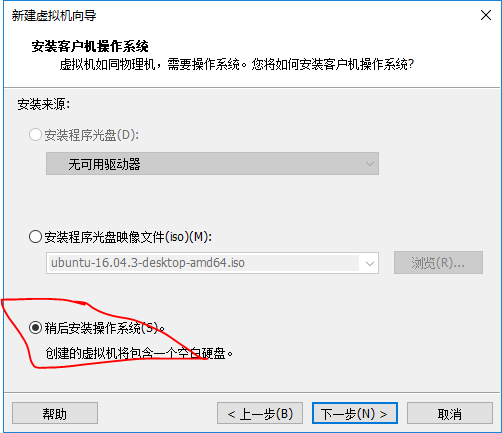 新建虚拟机向导
安装客户机操作系统
虚拟机如同物理机，需要操作系统。您将如何安装客户机操作系统?
安装来源:
安装程序光盘(D):
无可用驱动器
安装程序光盘映像文件(iso)(M):
ubuntu-16.04.3-desktop-amd64.iso
浏览(R)...
稍后安装操作系统(S)。
创建的虚拟机将包含一个空白硬盘。
帮助
< 上一步(B)
下一步(N) >
取消